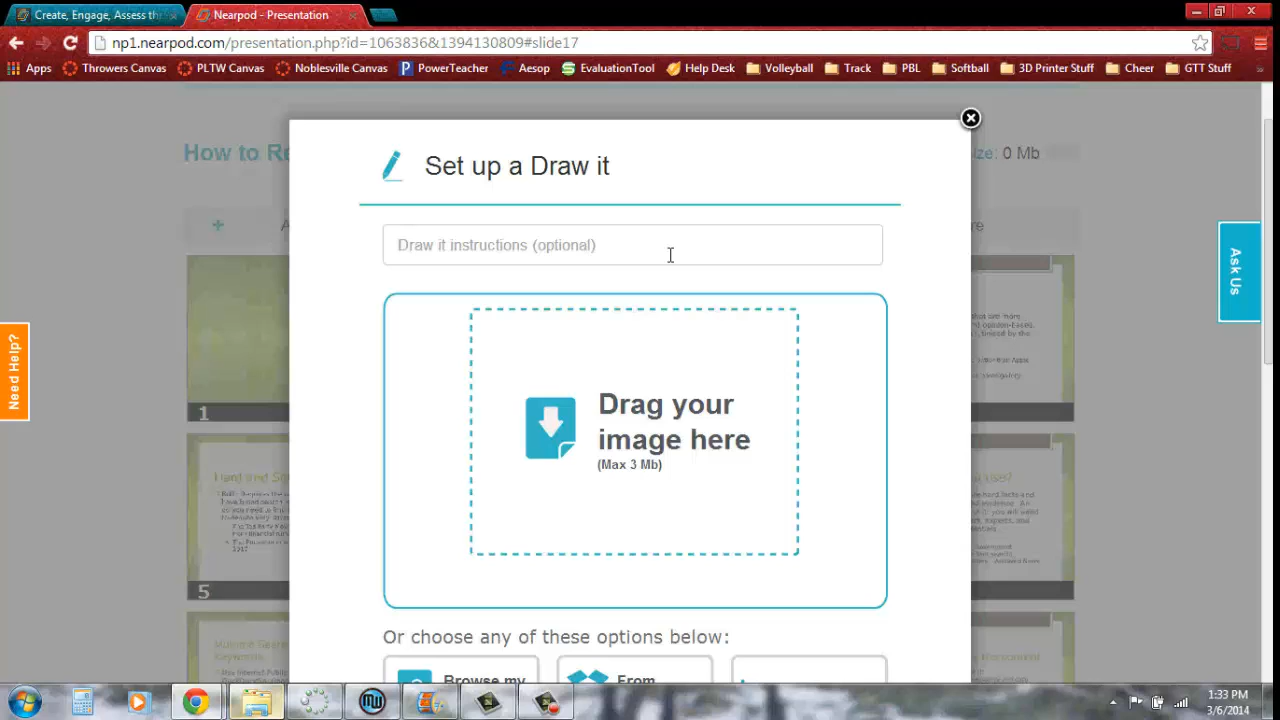 Create, Engage, Assess thr
Nearpod - Presentation
np1.nearpod.com/presentation.php?id=1063836&1394130809#slide17
Apps
Throwers Canvas
PLTW Canvas
Noblesville Canvas
P PowerTeacher
Aesop
EvaluationTool
Help Desk
Volleyball
Track
PBL
Softball
3D Printer Stuff
Cheer
GTT Stuff
»
How to Re
ize: 0 Mb
Set up a Draw it
Draw it instructions (optional)
Drag your
image here
(Max 3 Mb)
Or choose any of these options below:
Browse my
From
Need Help?
Ask Us
1
5
1:33 PM
3/6/2014